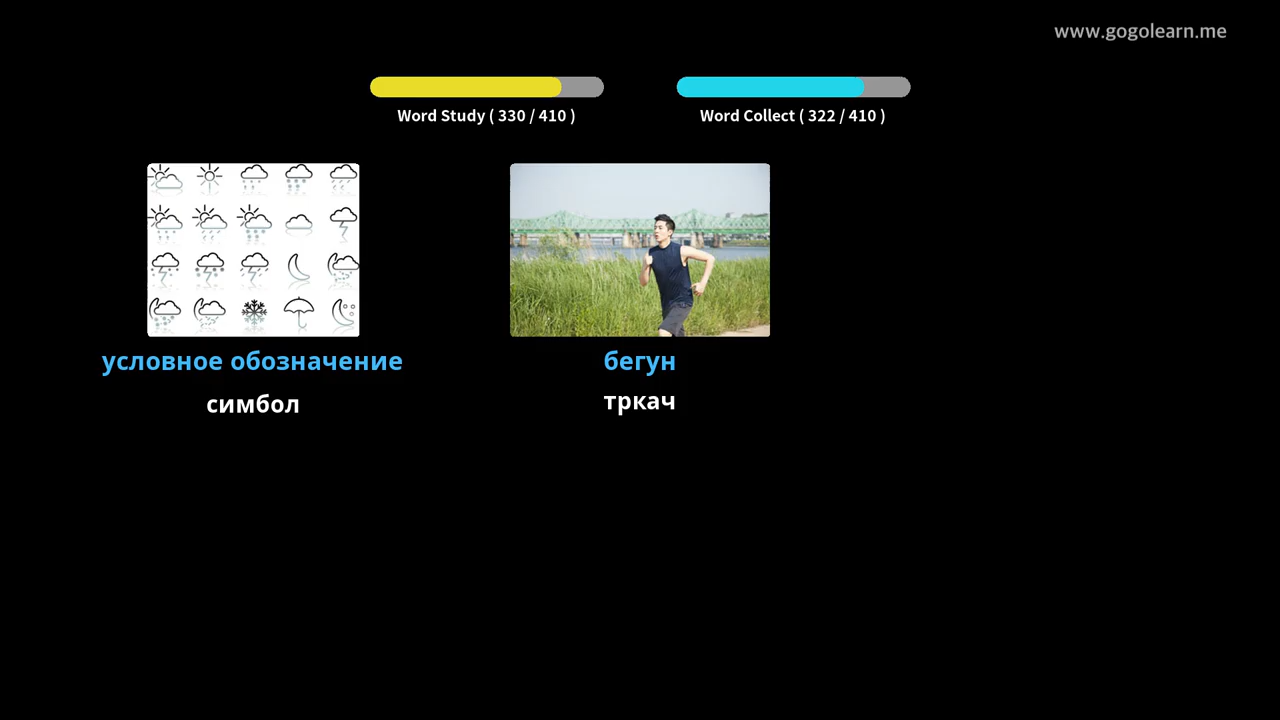 www.gogolearn.me
Word Study ( 330 / 410 )
Word Collect ( 322 / 410 )
условное обозначение
символ
бегун
тркач